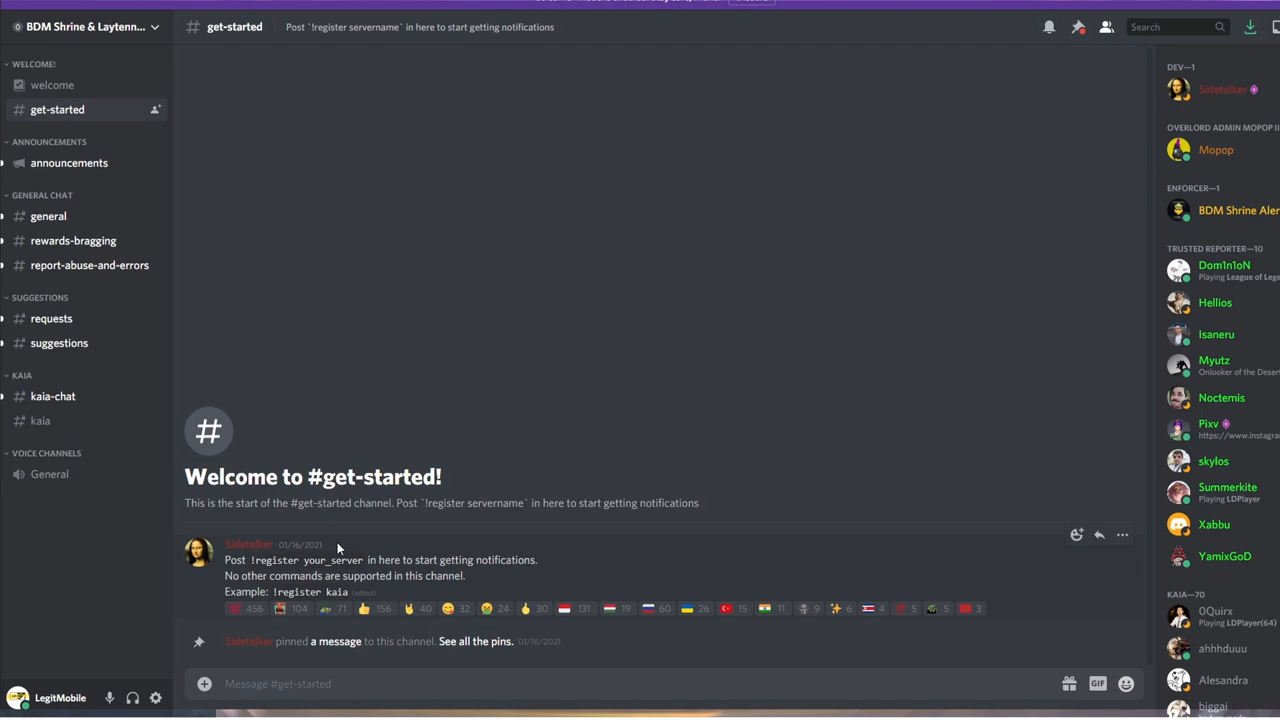 BDM Shrine & Laytenn...
get-started
Post `!register servername` in here to start getting notifications
Search
WELCOME!
welcome
get-started
ANNOUNCEMENTS
announcements
GENERAL CHAT
general
rewards-bragging
report-abuse-and-errors
SUGGESTIONS
requests
suggestions
KAIA
kaia-chat
kaia
VOICE CHANNELS
General
LegitMobile
Welcome to #get-started!
This is the start of the #get-started channel. Post `!register servername` in here to start getting notifications
Sidetalker 01/16/2021
Post !register your_server in here to start getting notifications.
No other commands are supported in this channel.
Example: !register kaia (edited)
456 104 71 156 40 32 24 30 131 19 60 26 15 11 9 6 4 5 5 3
Sidetalker pinned a message to this channel. See all the pins. 01/16/2021
Message #get-started
GIF
DEV—1
Sidetalker
OVERLORD ADMIN MOPOP II
Mopop
ENFORCER—1
BDM Shrine Aler
TRUSTED REPORTER—10
Dom1n1oN
Playing League of Lege
Hellios
Isaneru
Myutz
Onlooker of the Desert
Noctemis
Pixv
https://www.instagra
skylos
Summerkite
Playing LDPlayer
Xabbu
YamixGoD
KAIA—70
0Quirx
Playing LDPlayer(64)
ahhhduuu
Alesandra
biggai